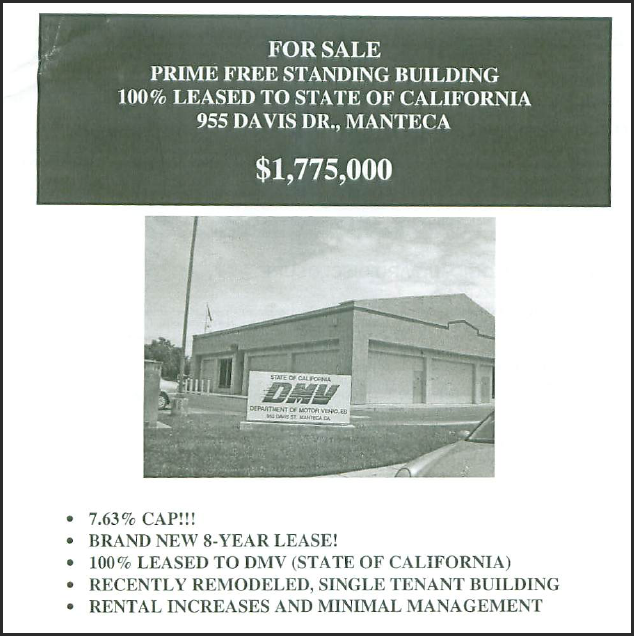 FOR SALE
PRIME FREE STANDING BUILDING
100% LEASED TO STATE OF CALIFORNIA
955 DAVIS DR., MANTECA
$1,775,000
STATE OF CALIFORNIA
DMV
DEPARTMENT OF MOTOR VEHICLES
MANTECA CA.
• 7.63% CAP!!!
• BRAND NEW 8-YEAR LEASE!
• 100% LEASED TO DMV (STATE OF CALIFORNIA)
• RECENTLY REMODELED, SINGLE TENANT BUILDING
• RENTAL INCREASES AND MINIMAL MANAGEMENT